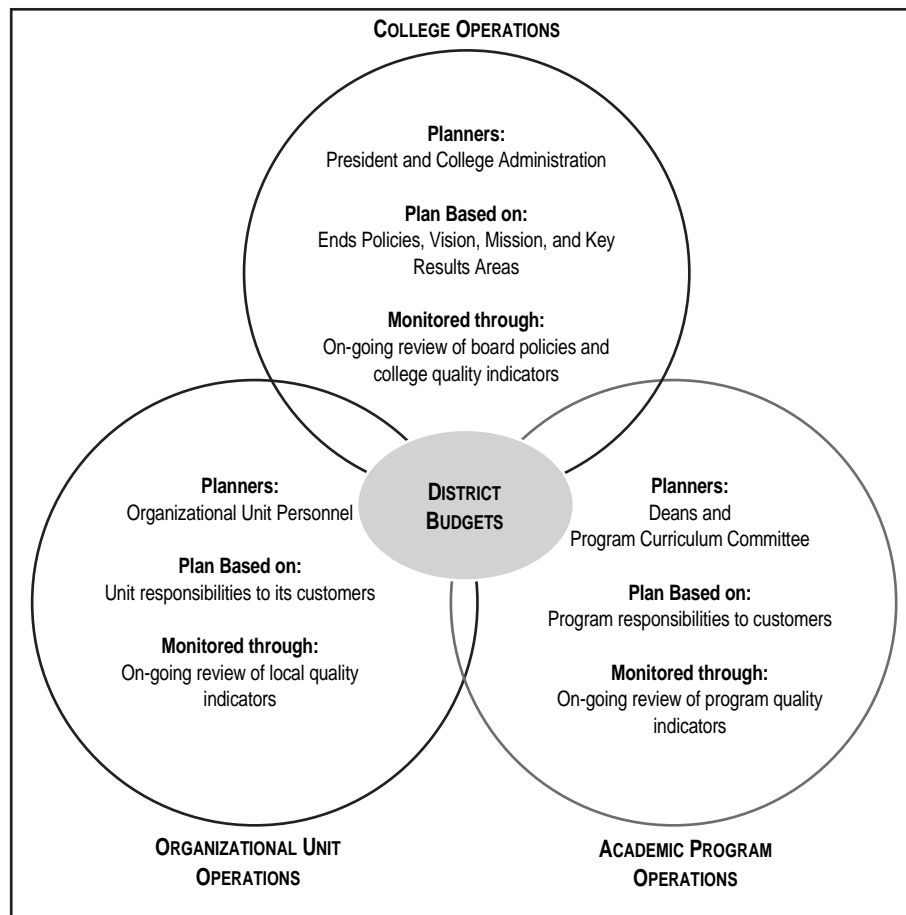 COLLEGE OPERATIONS
Planners:
President and College Administration
Plan Based on:
Ends Policies, Vision, Mission, and Key
Results Areas
Monitored through:
On-going review of board policies and
college quality indicators
DISTRICT
BUDGETS
Planners:
Organizational Unit Personnel
Plan Based on:
Unit responsibilities to its customers
Monitored through:
On-going review of local quality
indicators
ORGANIZATIONAL UNIT
OPERATIONS
Planners:
Deans and
Program Curriculum Committee
Plan Based on:
Program responsibilities to customers
Monitored through:
On-going review of program quality
indicators
ACADEMIC PROGRAM
OPERATIONS